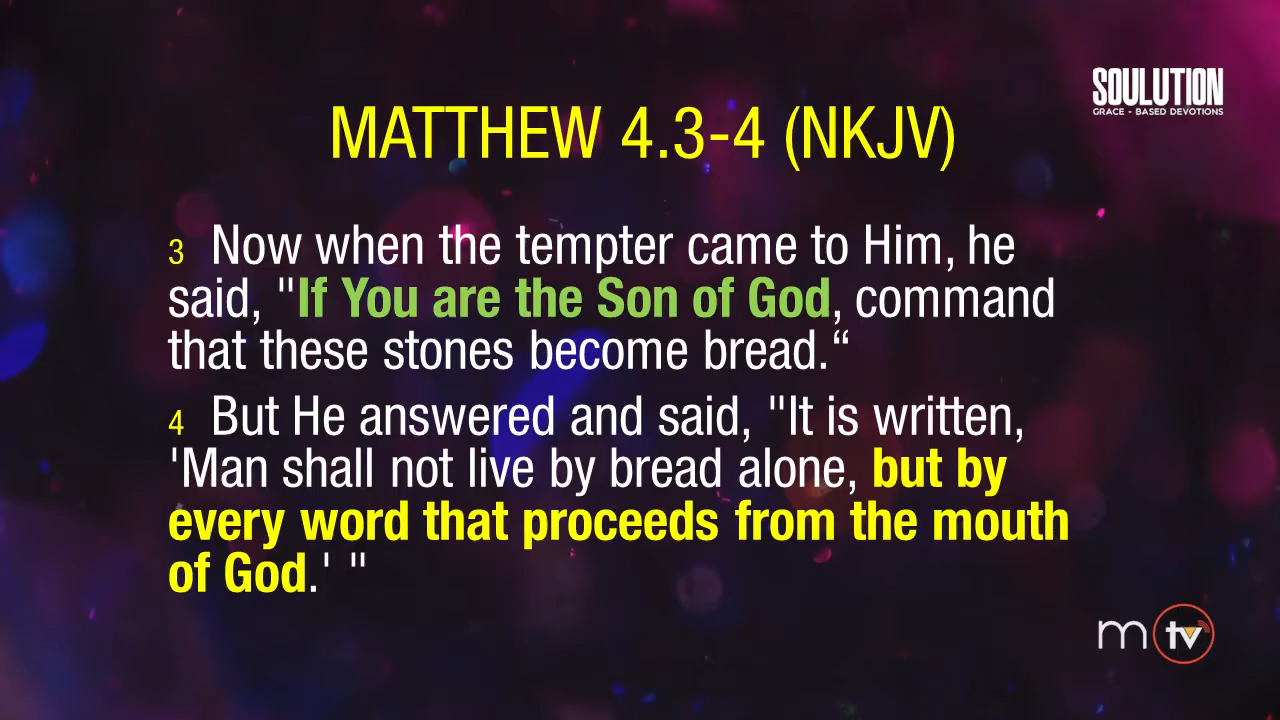 SOULUTION
GRACE - BASED DEVOTIONS
MATTHEW 4.3-4 (NKJV)
3 Now when the tempter came to Him, he
said, "If You are the Son of God, command
that these stones become bread.“
4 But He answered and said, "It is written,
'Man shall not live by bread alone, but by
every word that proceeds from the mouth
of God.' "
m tv